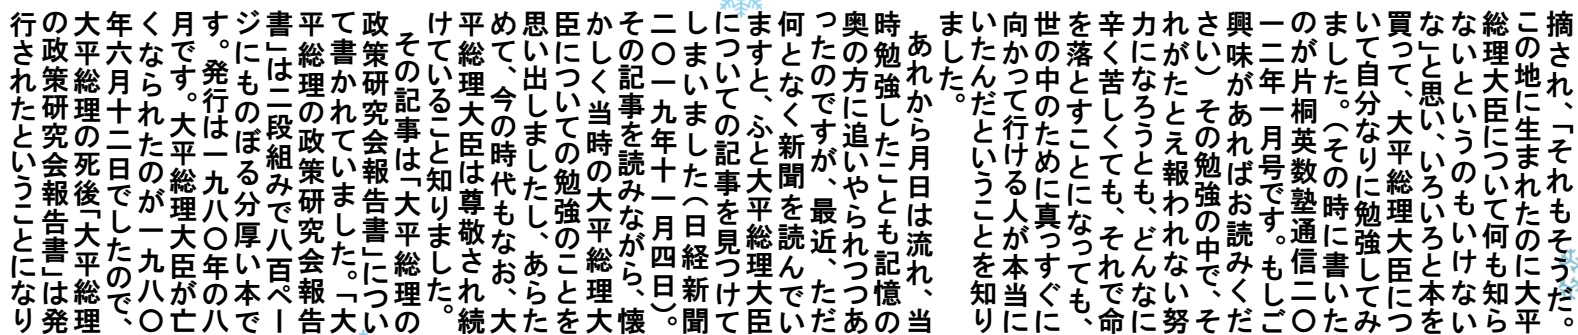 摘され、「それもそうだ。
この地に生まれたのに大平
総理大臣について何も知ら
ないというのもいけない
な」と思い、いろいろと本を
買って、大平総理大臣につ
いて自分なりに勉強してみ
ました。（その時に書いた
のが片桐英数塾通信二〇
一二年一月号です。もしご
興味があればお読みくだ
さい） その勉強の中で、そ
れがたとえ報われない努
力になろうとも、どんなに
辛く苦しくても、それで命
を落とすことになっても、
世の中のために真っすぐに
向かって行ける人が本当に
いたんだということを知り
ました。
あれから月日は流れ、当
時勉強したことも記憶の
奥の方に追いやられつつあ
ったのですが、最近、ただ
何となく新聞を読んでい
ますと、ふと大平総理大臣
についての記事を見つけて
しまいました（日経新聞
二〇一九年十一月四日）。
その記事を読みながら、懐
かしく当時の大平総理大
臣についての勉強のことを
思い出しましたし、あらた
めて、今の時代もなお、大
平総理大臣は尊敬され続
けていること知りました。
その記事は「大平総理の
政策研究会報告書」につい
て書かれていました。「大
平総理の政策研究会報告
書」は二段組みで八百ペー
ジにものぼる分厚い本で
す。発行は一九八〇年の八
月です。大平総理大臣が亡
くなられたのが一九八〇
年六月十二日でしたので、
大平総理の死後「大平総理
の政策研究会報告書」は発
行されたということになり